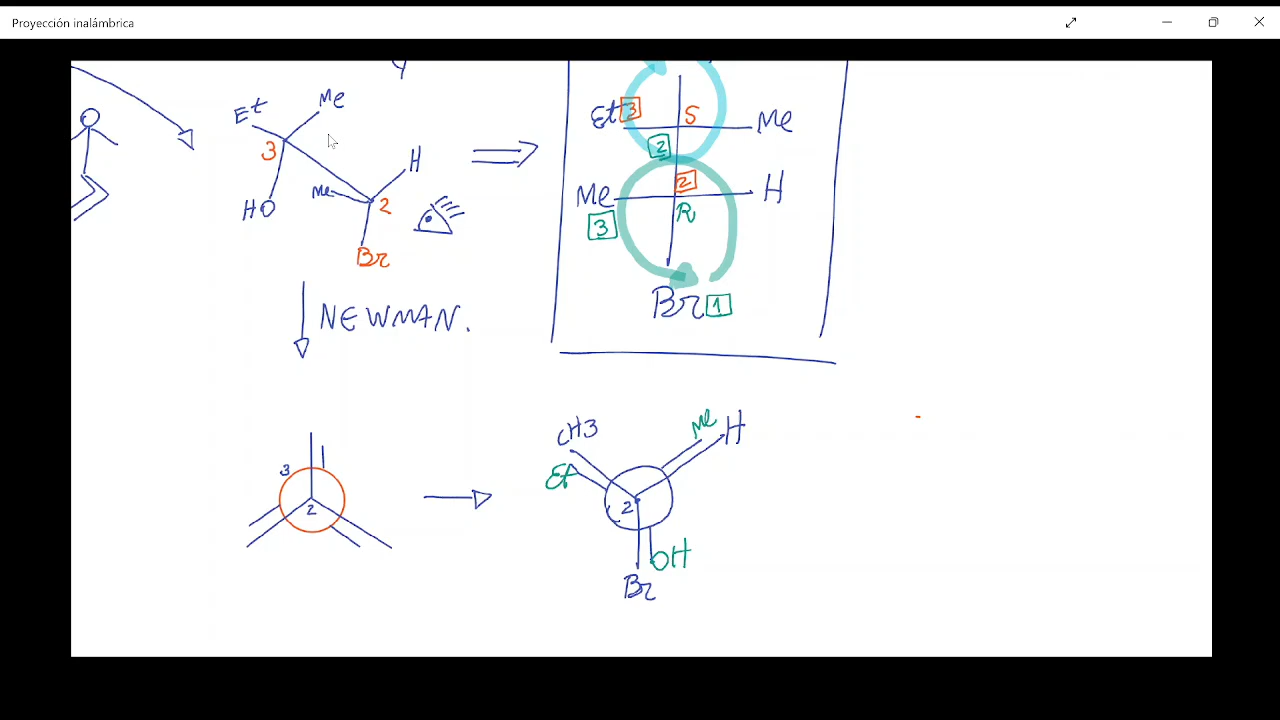 Proyección inalámbrica
Et Me
3
HO
Me H
2
Br
Et 3 S Me
2
2
Me H
3 R
Br 1
NEWMAN.
3
2
CH3 Me H
Et
2
OH
Br